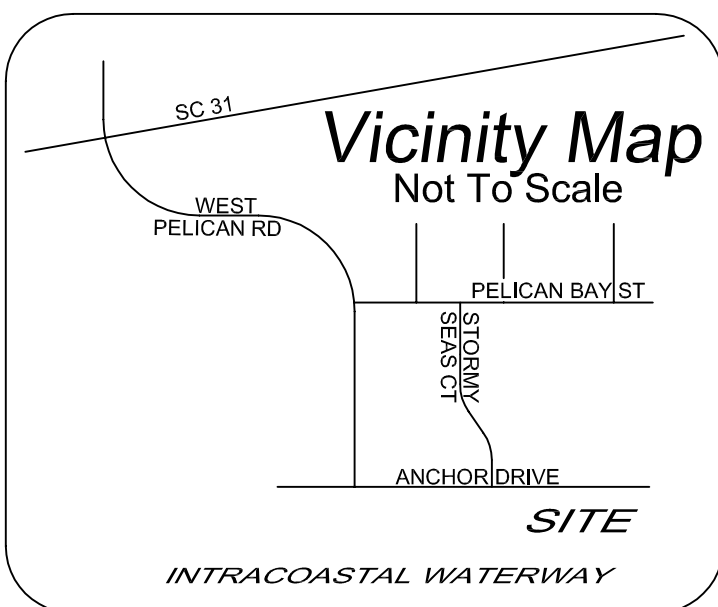 SC 31
Vicinity Map
Not To Scale
WEST
PELICAN RD
PELICAN BAY ST
STORMY
SEAS CT
ANCHOR DRIVE
SITE
INTRACOASTAL WATERWAY